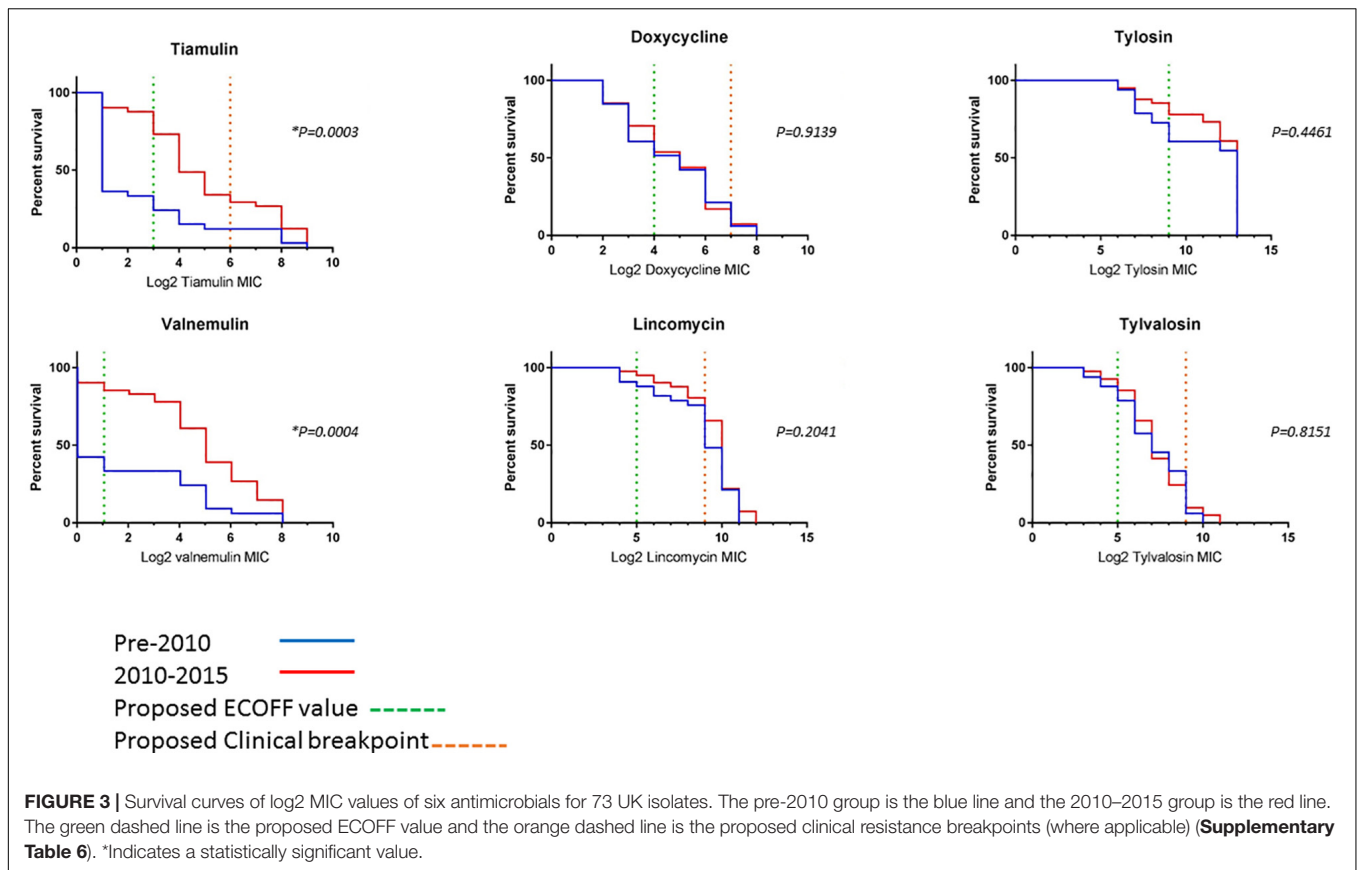 Tiamulin
100
50
0
Percent survival
*P=0.0003
0 2 4 6 8 10
Log2 Tiamulin MIC
Doxycycline
100
50
0
Percent survival
P=0.9139
0 2 4 6 8 10
Log2 Doxycycline MIC
Tylosin
100
50
0
Percent survival
P=0.4461
0 5 10 15
Log2 Tylosin MIC
Valnemulin
100
50
0
Percent survival
*P=0.0004
0 2 4 6 8 10
Log2 valnemulin MIC
Lincomycin
100
50
0
Percent survival
P=0.2041
0 5 10 15
Log2 Lincomycin MIC
Tylvalosin
100
50
0
Percent survival
P=0.8151
0 5 10 15
Log2 Tylvalosin MIC
Pre-2010
2010-2015
Proposed ECOFF value
Proposed Clinical breakpoint
FIGURE 3 | Survival curves of log2 MIC values of six antimicrobials for 73 UK isolates. The pre-2010 group is the blue line and the 2010–2015 group is the red line.
The green dashed line is the proposed ECOFF value and the orange dashed line is the proposed clinical resistance breakpoints (where applicable) (Supplementary
Table 6). *Indicates a statistically significant value.